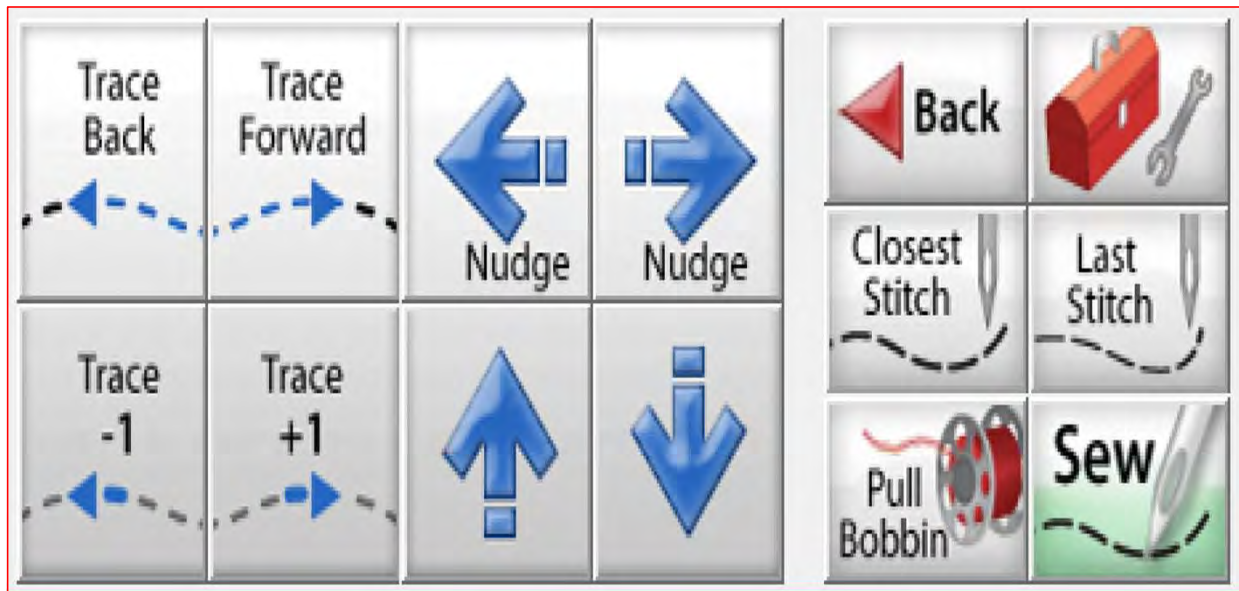 Trace
Back
Trace
Forward
Nudge
Nudge
Back
Closest
Stitch
Last
Stitch
Trace
-1
Trace
+1
Pull
Bobbin
Sew